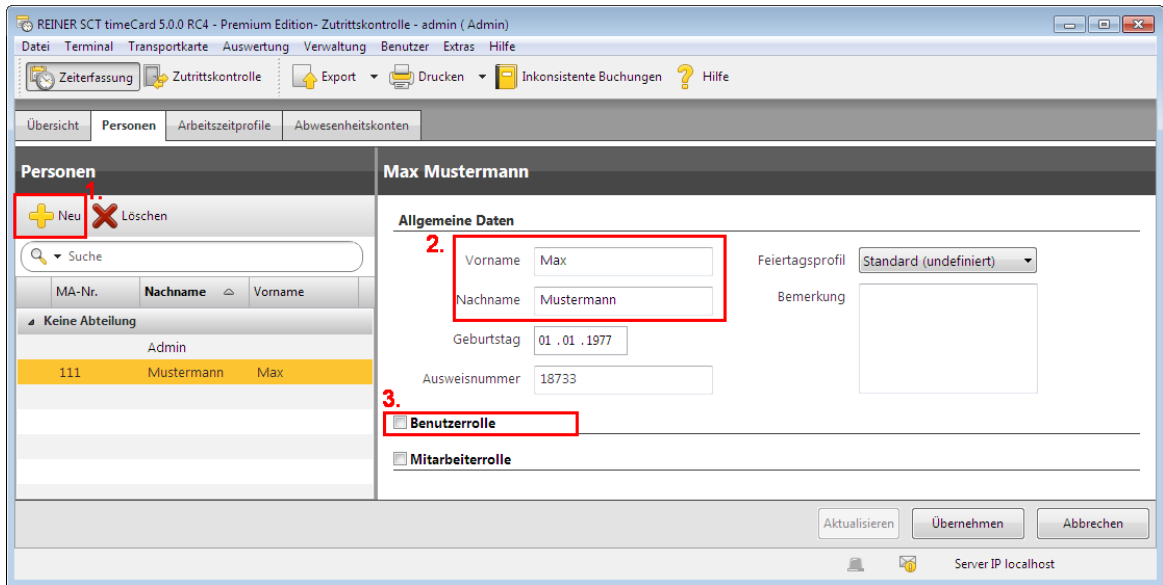 REINER SCT timeCard 5.0.0 RC4 - Premium Edition- Zutrittskontrolle - admin ( Admin)
Datei Terminal Transportkarte Auswertung Verwaltung Benutzer Extras Hilfe
Zeiterfassung Zutrittskontrolle Export Drucken Inkonsistente Buchungen Hilfe
Übersicht Personen Arbeitszeitprofile Abwesenheitskonten
Personen
1.
Neu Löschen
Suche
MA-Nr. Nachname Vorname
Keine Abteilung
Admin
111 Mustermann Max
Max Mustermann
Allgemeine Daten
2.
Vorname Max
Nachname Mustermann
Geburtstag 01 . 01 . 1977
Ausweisnummer 18733
Feiertagsprofil Standard (undefiniert)
Bemerkung
3.
Benutzerrolle
Mitarbeiterrolle
Aktualisieren Übernehmen Abbrechen
Server IP localhost